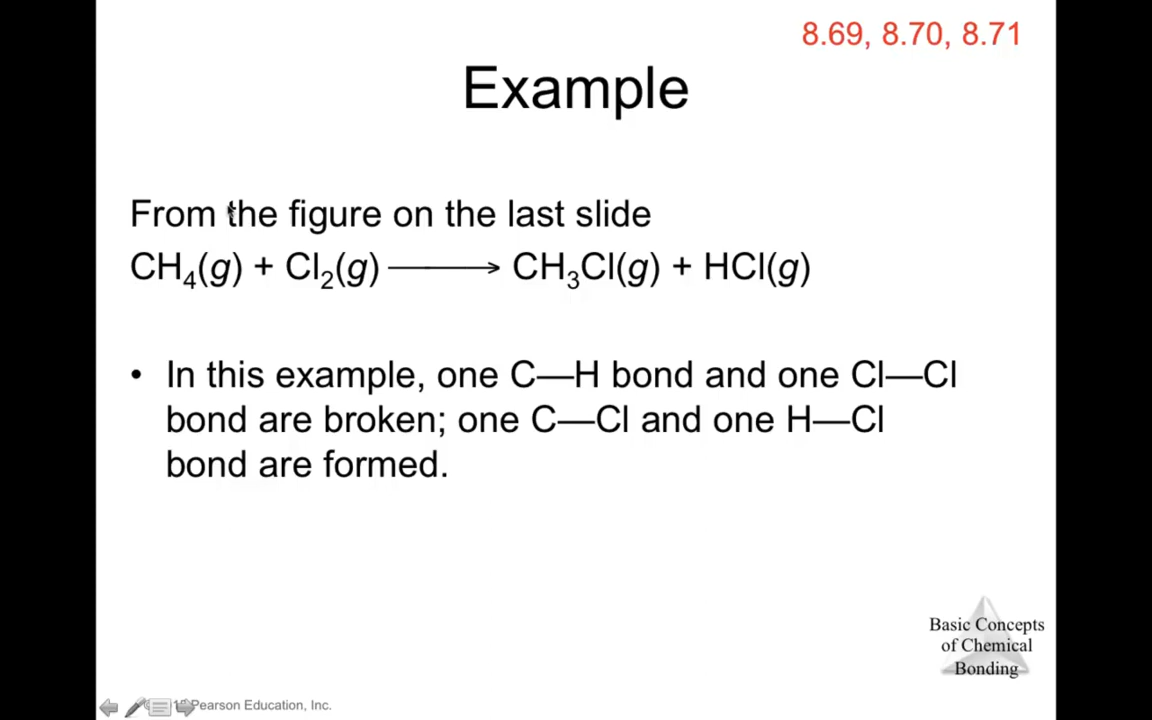 8.69, 8.70, 8.71
Example
From the figure on the last slide
CH₄(g) + Cl₂(g) ⟶ CH₃Cl(g) + HCl(g)
• In this example, one C—H bond and one Cl—Cl
bond are broken; one C—Cl and one H—Cl
bond are formed.
Basic Concepts
of Chemical
Bonding
Pearson Education, Inc.